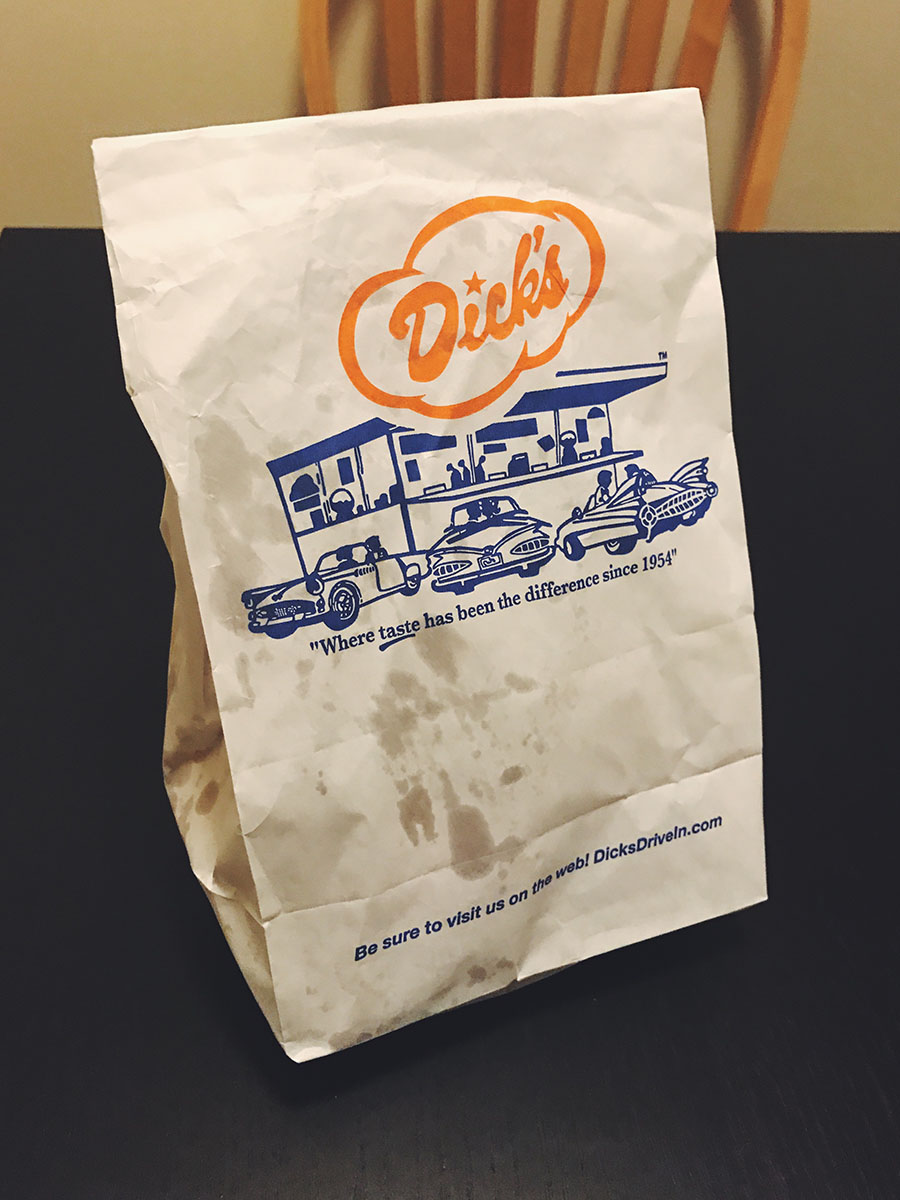 Dick's
TM
"Where taste has been the difference since 1954"
Be sure to visit us on the web! DicksDriveIn.com